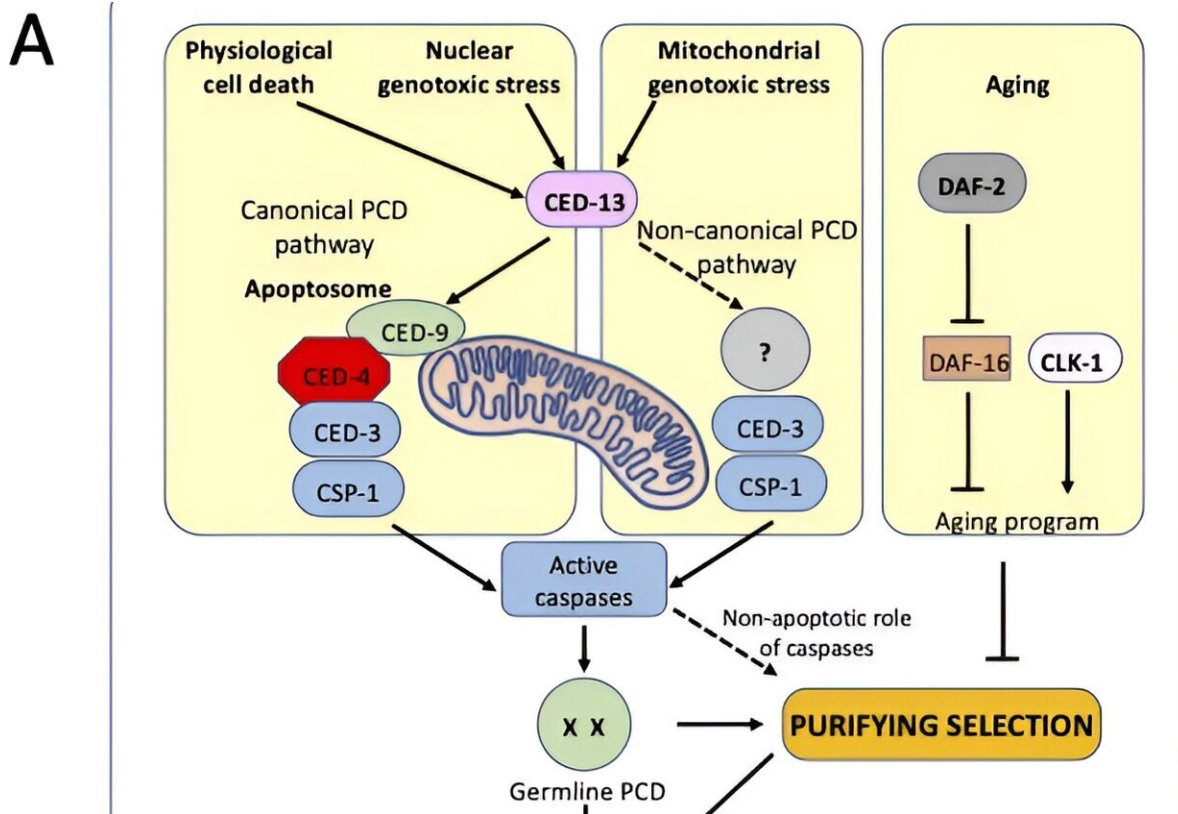 A
Physiological
cell death
Nuclear
genotoxic stress
Mitochondrial
genotoxic stress
Aging
CED-13
DAF-2
Canonical PCD
pathway
Non-canonical PCD
pathway
Apoptosome
CED-9
CED-4
CED-3
CSP-1
?
CED-3
CSP-1
DAF-16
CLK-1
Aging program
Active
caspases
Non-apoptotic role
of caspases
X X
Germline PCD
PURIFYING SELECTION